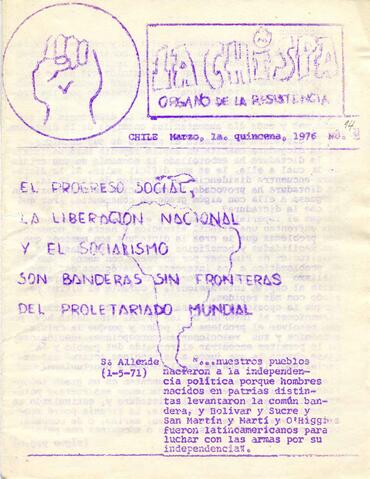 LA CHISPA
ORGANO DE LA RESISTENCIA
CHILE Marzo, 1a. quincena, 1976 No.
14
EL PROGRESO SOCIAL,
LA LIBERACION NACIONAL
Y EL SOCIALISMO
SON BANDERAS SIN FRONTERAS
DEL PROLETARIADO MUNDIAL
Sš Allende "...nuestros pueblos
(1-5-71) nacieron a la independen-
cia política porque hombres
nacidos en patrias distin-
tas levantaron la común ban-
dera, y Bolívar y Sucre y
San Martín y Martí y O'Higgi
fueron latinoamericanos para
luchar con las armas por su
independencia".